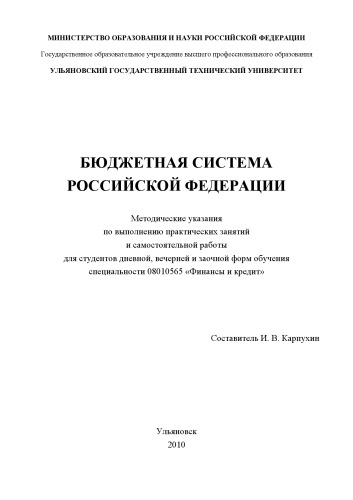 МИНИСТЕРСТВО ОБРАЗОВАНИЯ И НАУКИ РОССИЙСКОЙ ФЕДЕРАЦИИ
Государственное образовательное учреждение высшего профессионального образования
УЛЬЯНОВСКИЙ ГОСУДАРСТВЕННЫЙ ТЕХНИЧЕСКИЙ УНИВЕРСИТЕТ
БЮДЖЕТНАЯ СИСТЕМА
РОССИЙСКОЙ ФЕДЕРАЦИИ
Методические указания
по выполнению практических занятий
и самостоятельной работы
для студентов дневной, вечерней и заочной форм обучения
специальности 08010565 «Финансы и кредит»
Составитель И. В. Карпухин
Ульяновск
2010